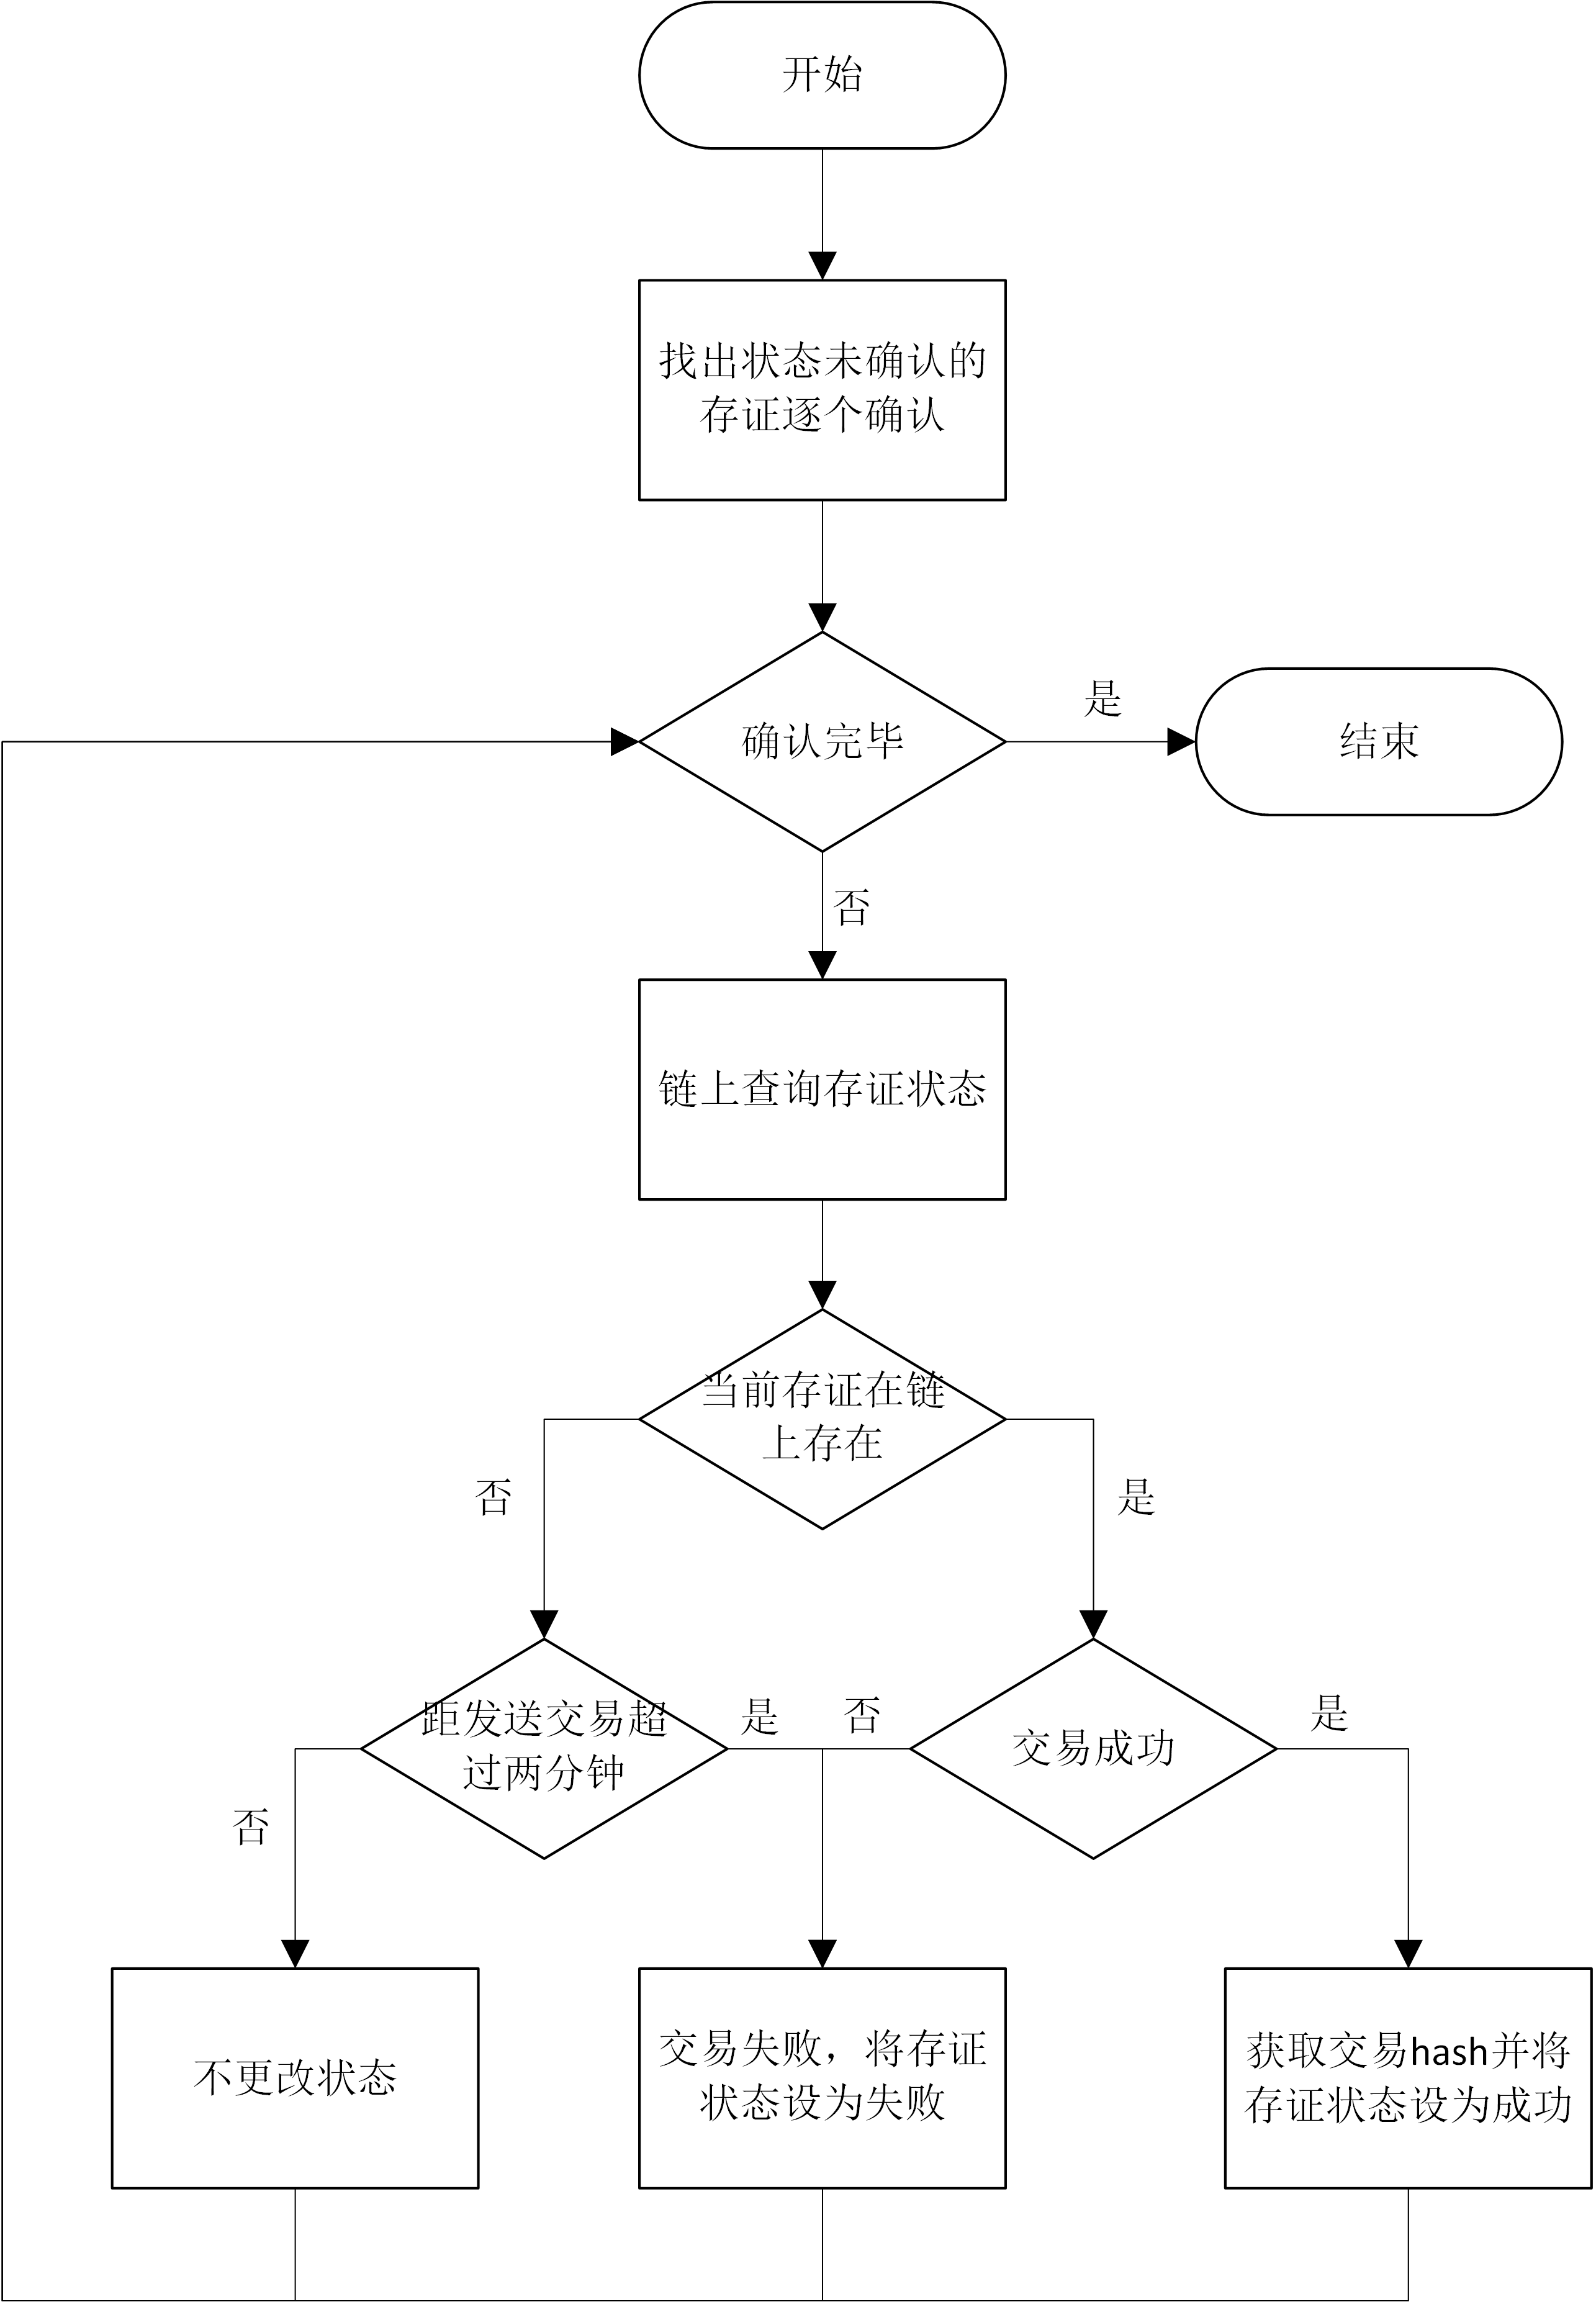 开始
找出状态未确认的
存证逐个确认
是
确认完毕
结束
否
链上查询存证状态
当前存证在链
上存在
否
是
距发送交易超
过两分钟
是
否
交易成功
是
否
不更改状态
交易失败，将存证
状态设为失败
获取交易hash并将
存证状态设为成功